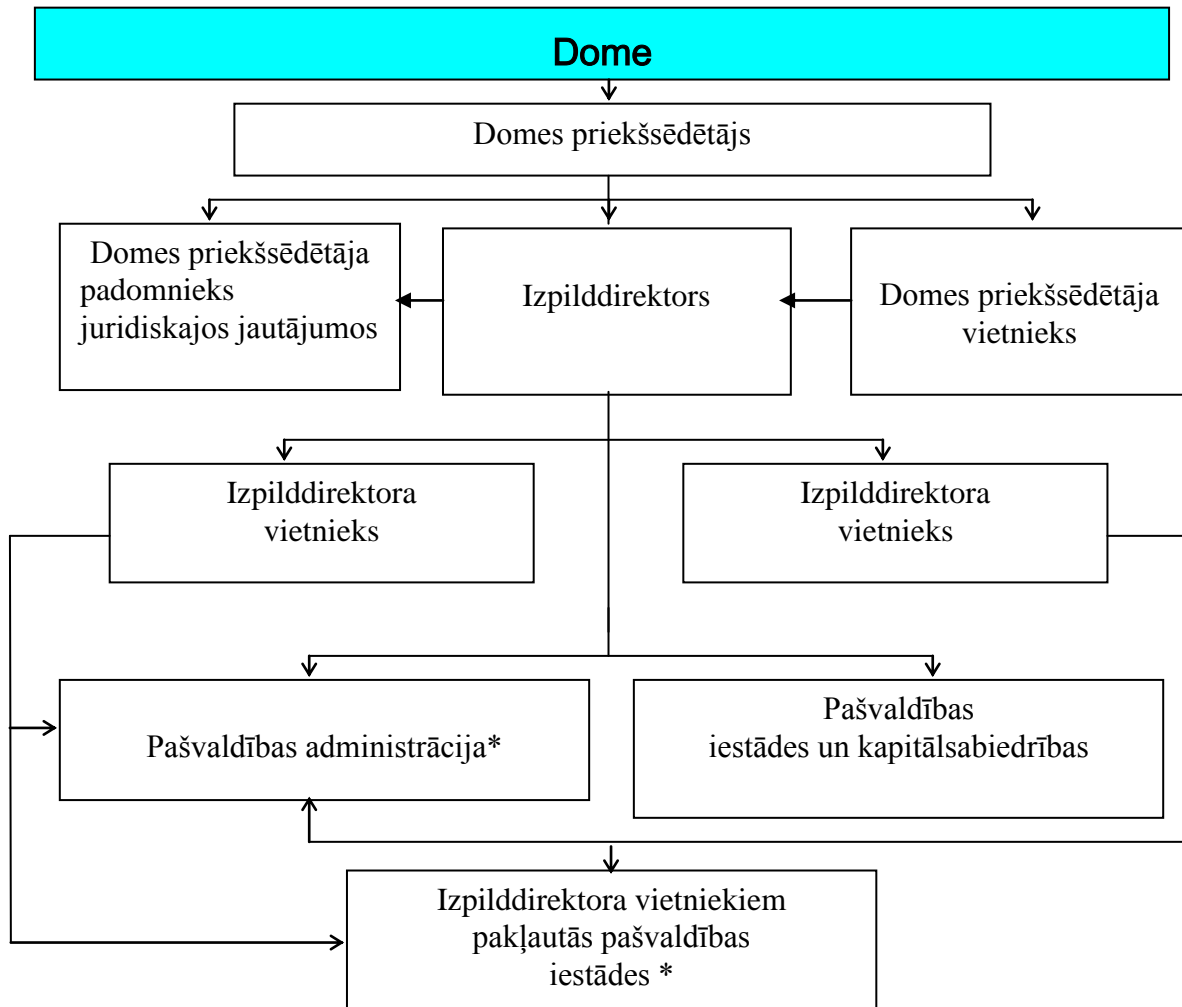 Dome
Domes priekšsēdētājs
Domes priekšsēdētāja
padomnieks
juridiskajos jautājumos
Izpilddirektors
Domes priekšsēdētāja
vietnieks
Izpilddirektora
vietnieks
Izpilddirektora
vietnieks
Pašvaldības administrācija*
Pašvaldības
iestādes un kapitālsabiedrības
Izpilddirektora vietniekiem
pakļautās pašvaldības
iestādes *